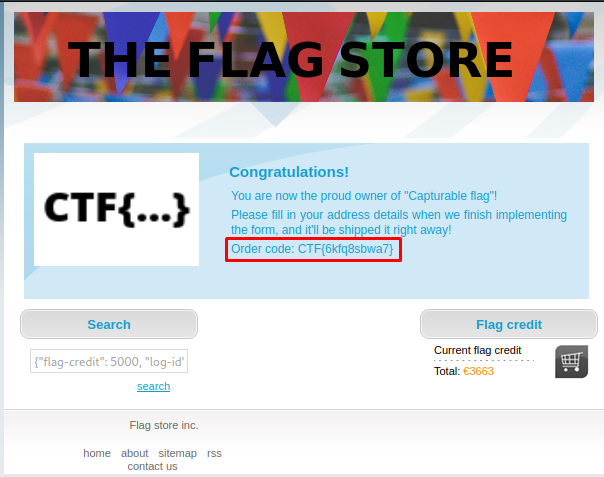 THE FLAG STORE
CTF{...}
Congratulations!
You are now the proud owner of "Capturable flag"!
Please fill in your address details when we finish implementing
the form, and it'll be shipped it right away!
Order code: CTF{6kfq8sbwa7}
Search
{"flag-credit": 5000, "log-id'
search
Flag credit
Current flag credit
Total: €3663
Flag store inc.
home about sitemap rss
contact us